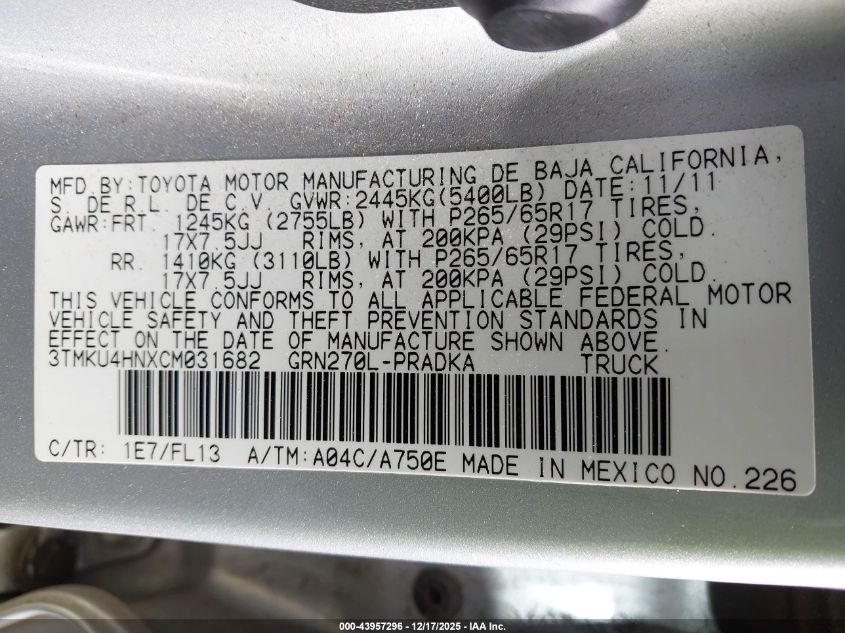 MFD.BY:TOYOTA MOTOR MANUFACTURING DE BAJA CALIFORNIA,
S. DE R.L. DE C.V. GVWR:2445KG(5400LB) DATE:11/11
GAWR:FRT. 1245KG (2755LB) WITH P265/65R17 TIRES,
17X7.5JJ RIMS, AT 200KPA (29PSI) COLD.
RR. 1410KG (3110LB) WITH P265/65R17 TIRES,
17X7.5JJ RIMS, AT 200KPA (29PSI) COLD.
THIS VEHICLE CONFORMS TO ALL APPLICABLE FEDERAL MOTOR
VEHICLE SAFETY AND THEFT PREVENTION STANDARDS IN
EFFECT ON THE DATE OF MANUFACTURE SHOWN ABOVE.
3TMKU4HNXCM031682 GRN270L-PRADKA TRUCK
C/TR: 1E7/FL13 A/TM:A04C/A750E MADE IN MEXICO NO.226
000-43957296 - 12/17/2025 - IAA Inc.